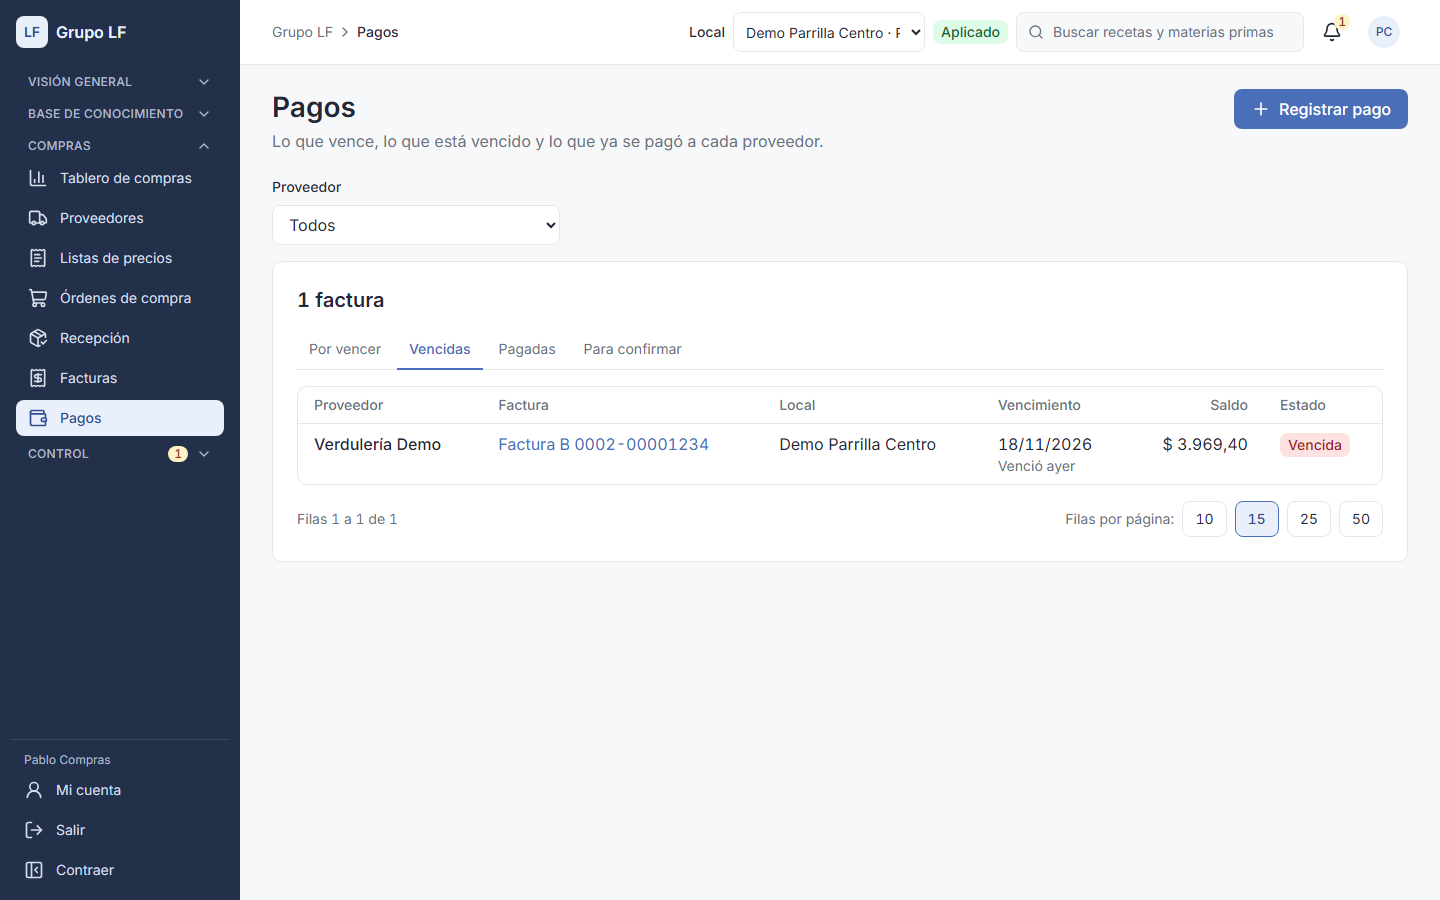 LF Grupo LF
VISIÓN GENERAL
BASE DE CONOCIMIENTO
COMPRAS
Tablero de compras
Proveedores
Listas de precios
Órdenes de compra
Recepción
Facturas
Pagos
CONTROL 1
Pablo Compras
Mi cuenta
Salir
Contraer
Grupo LF > Pagos
Local Demo Parrilla Centro · Aplicado Buscar recetas y materias primas 1 PC
Pagos
Lo que vence, lo que está vencido y lo que ya se pagó a cada proveedor.
+ Registrar pago
Proveedor
Todos
1 factura
Por vencer Vencidas Pagadas Para confirmar
Proveedor Factura Local Vencimiento Saldo Estado
Verdulería Demo Factura B 0002-00001234 Demo Parrilla Centro 18/11/2026 $ 3.969,40 Vencida
Venció ayer
Filas 1 a 1 de 1 Filas por página: 10 15 25 50